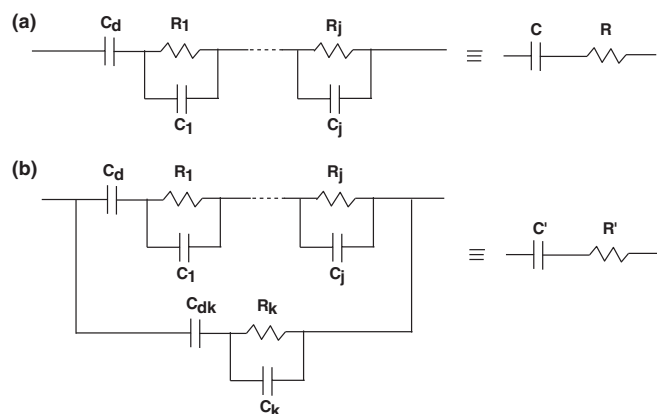 (a)
Cd R1 Rj C R
≡
C1 Cj
(b)
Cd R1 Rj
C1 Cj
≡
C' R'
Cdk Rk
Ck